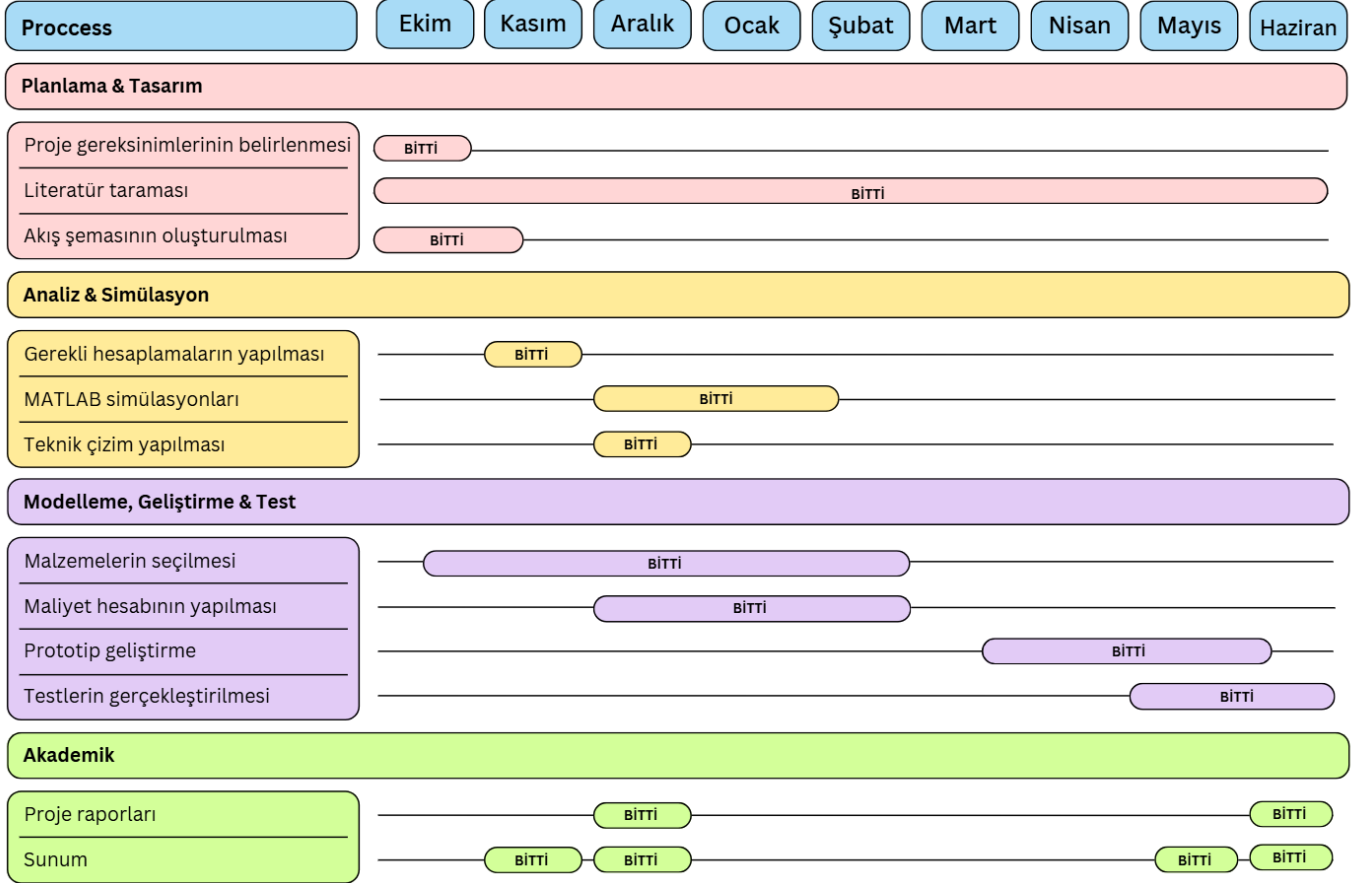 Proccess
Ekim Kasım Aralık Ocak Şubat Mart Nisan Mayıs Haziran
Planlama & Tasarım
Proje gereksinimlerinin belirlenmesi BİTTİ
Literatür taraması BİTTİ
Akış şemasının oluşturulması BİTTİ
Analiz & Simülasyon
Gerekli hesaplamaların yapılması BİTTİ
MATLAB simülasyonları BİTTİ
Teknik çizim yapılması BİTTİ
Modelleme, Geliştirme & Test
Malzemelerin seçilmesi BİTTİ
Maliyet hesabının yapılması BİTTİ
Prototip geliştirme BİTTİ
Testlerin gerçekleştirilmesi BİTTİ
Akademik
Proje raporları BİTTİ BİTTİ
Sunum BİTTİ BİTTİ BİTTİ BİTTİ